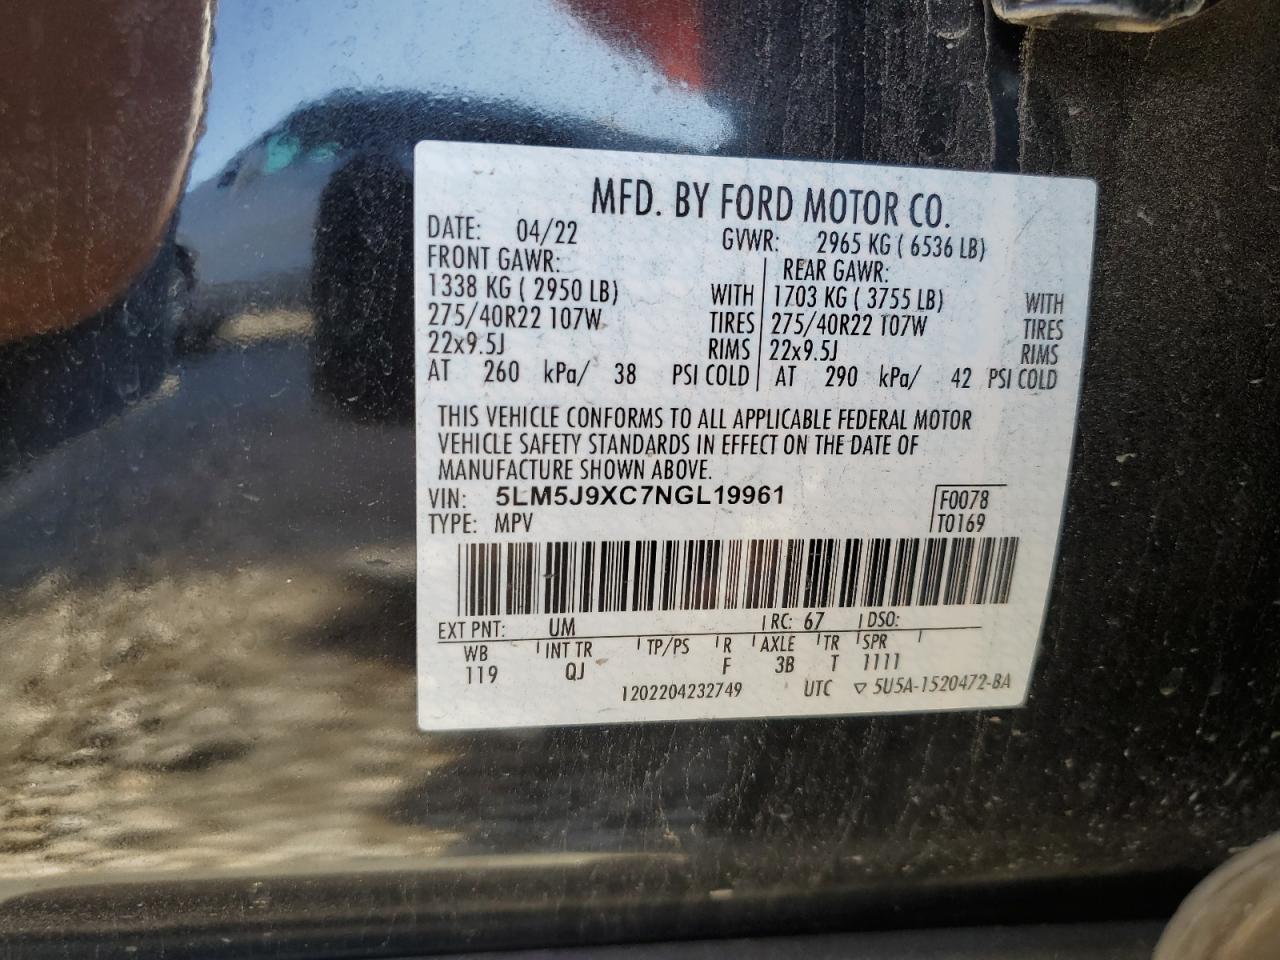 MFD. BY FORD MOTOR CO.
DATE: 04/22 GVWR: 2965 KG ( 6536 LB)
FRONT GAWR: REAR GAWR:
1338 KG ( 2950 LB) WITH 1703 KG ( 3755 LB) WITH
275/40R22 107W TIRES 275/40R22 107W TIRES
22x9.5J RIMS 22x9.5J RIMS
AT 260 kPa/ 38 PSI COLD AT 290 kPa/ 42 PSI COLD
THIS VEHICLE CONFORMS TO ALL APPLICABLE FEDERAL MOTOR
VEHICLE SAFETY STANDARDS IN EFFECT ON THE DATE OF
MANUFACTURE SHOWN ABOVE.
VIN: 5LM5J9XC7NGL19961 F0078
TYPE: MPV T0169
EXT PNT: UM RC: 67 DSO:
WB INT TR TP/PS R AXLE TR SPR
119 QJ F 3B T 1111
1202204232749 UTC ▽ 5U5A-1520472-BA